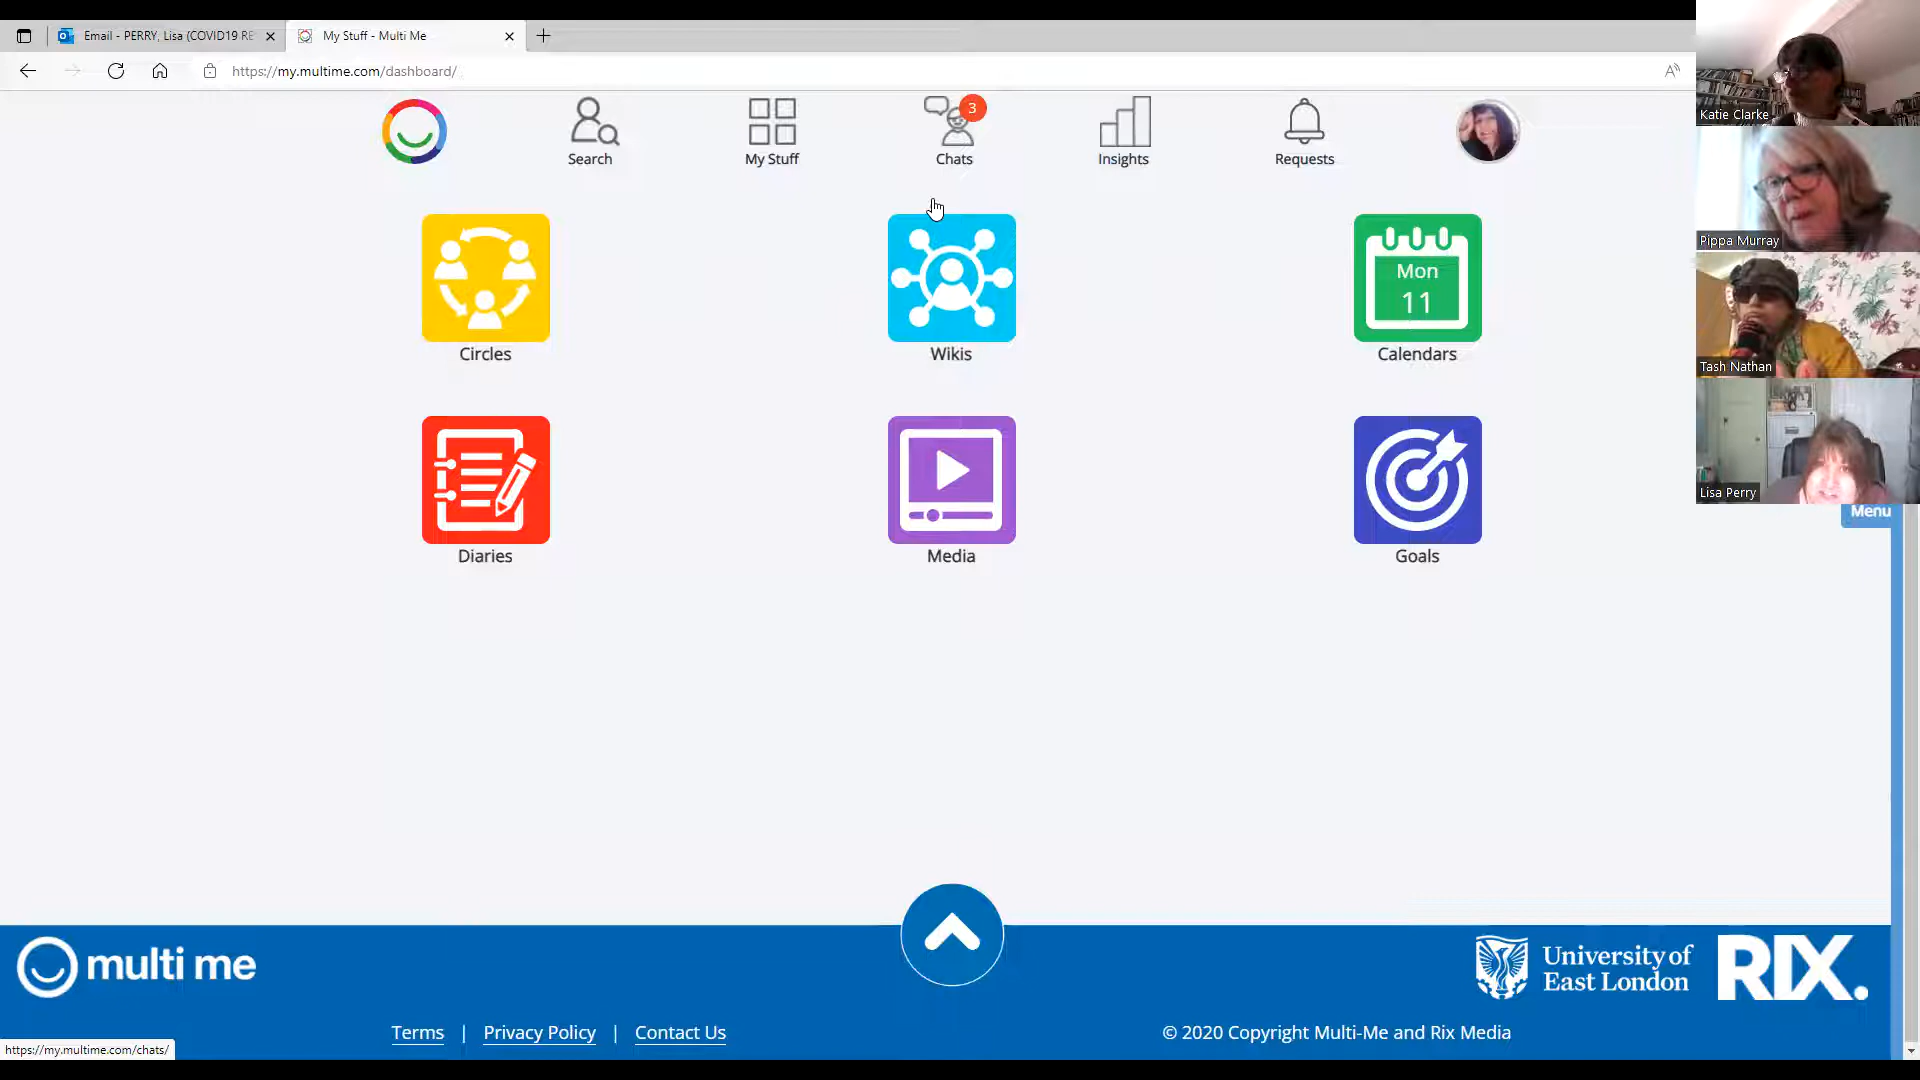 Email - PERRY, Lisa (COVID19 RE
My Stuff - Multi Me
https://my.multime.com/dashboard/
Katie Clarke
Search
My Stuff
3
Chats
Insights
Requests
Pippa Murray
Circles
Wikis
Mon
11
Calendars
Tash Nathan
Lisa Perry
Menu
Diaries
Media
Goals
multi me
University of
East London
RIX.
Terms | Privacy Policy | Contact Us
© 2020 Copyright Multi-Me and Rix Media
https://my.multime.com/chats/